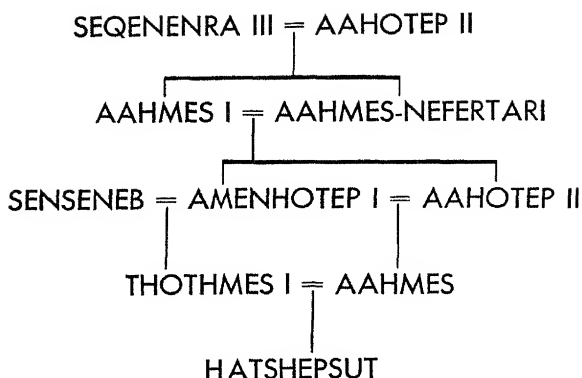 SEQENENRA III = AAHOTEP II
AAHMES I = AAHMES-NEFERTARI
SENSENEB = AMENHOTEP I = AAHOTEP II
THOTHMES I = AAHMES
HATSHEPSUT